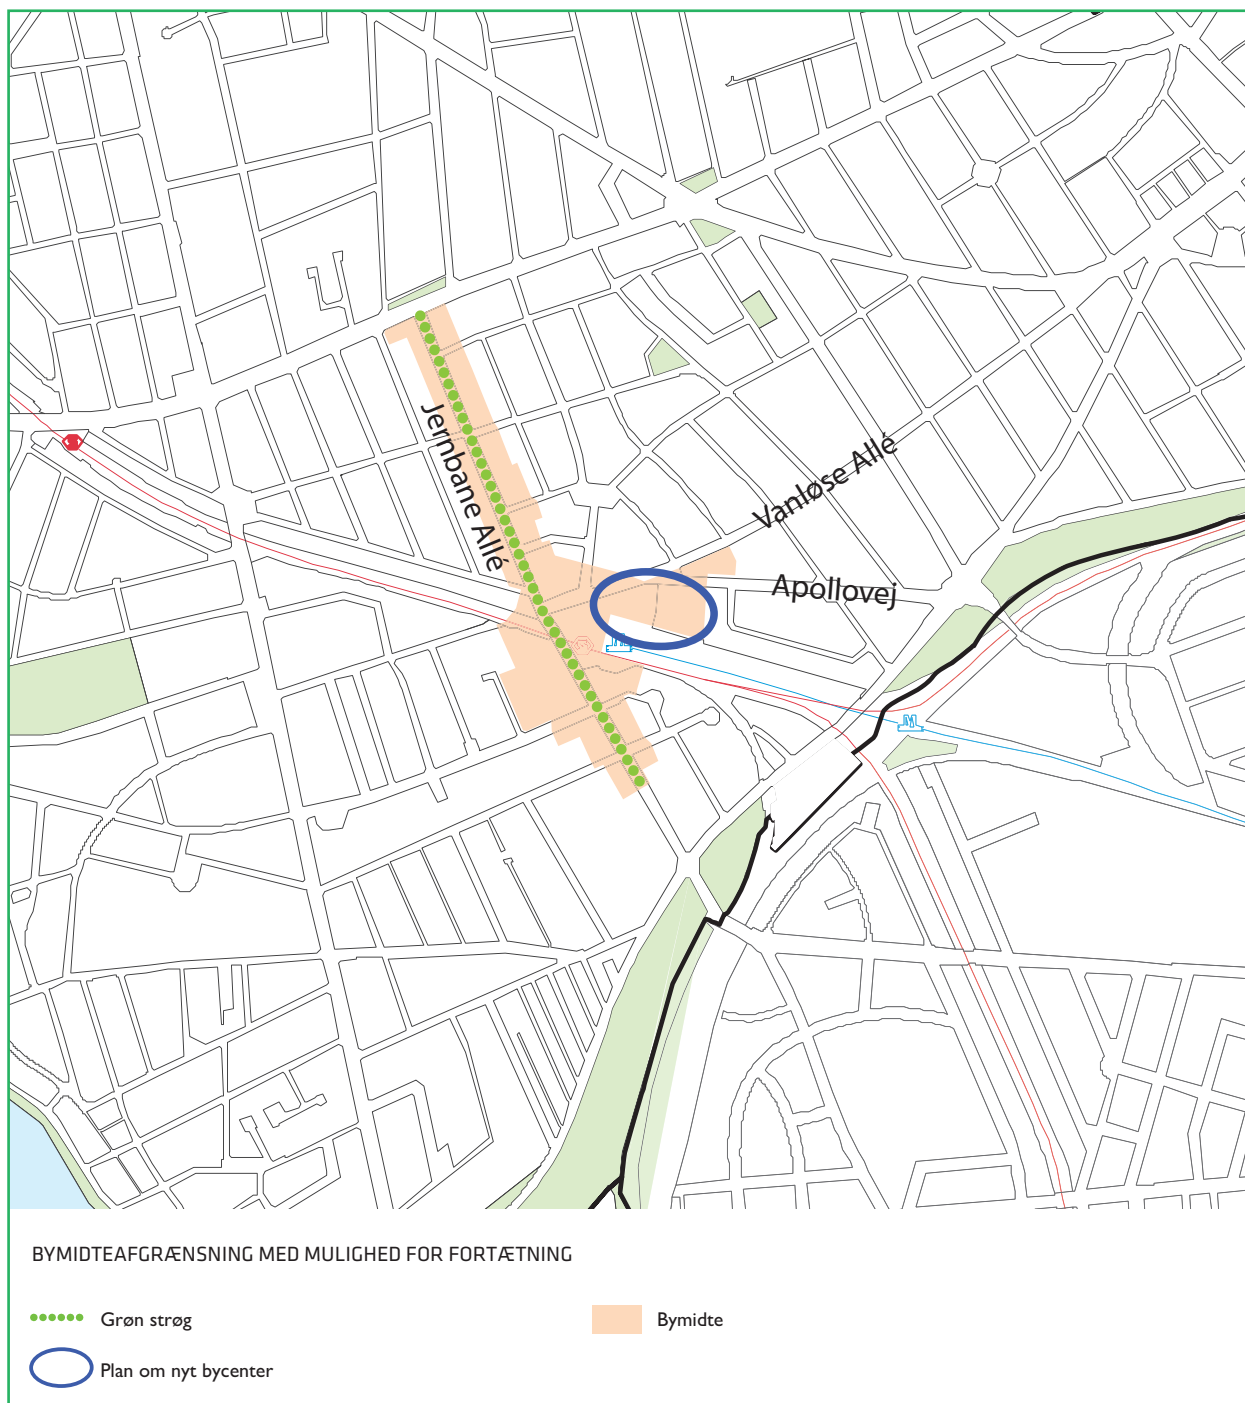 Jernbane Allé
Vanløse Allé
Apollovej
BYMIDTEAFGRÆNSNING MED MULIGHED FOR FORTÆTNING
Grøn strøg
Bymidte
Plan om nyt bycenter